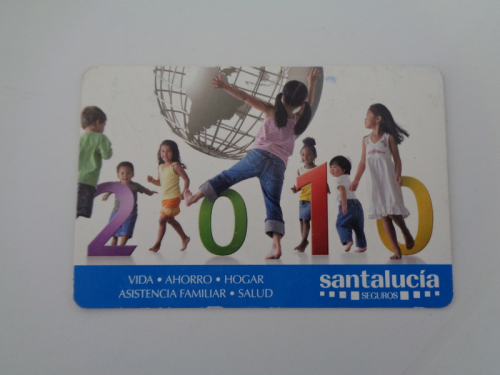 2010
VIDA • AHORRO • HOGAR
ASISTENCIA FAMILIAR • SALUD
santalucía
SEGUROS